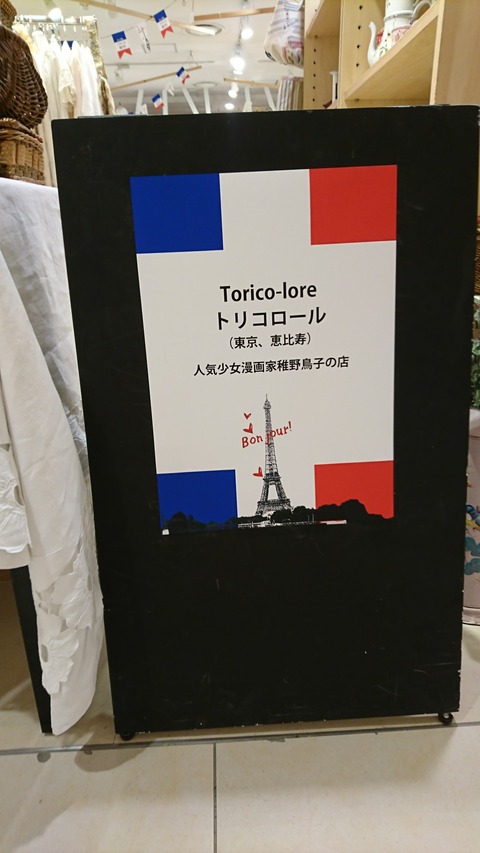 Torico-lore
トリコロール
（東京、恵比寿）
人気少女漫画家稚野鳥子の店
Bonjour!